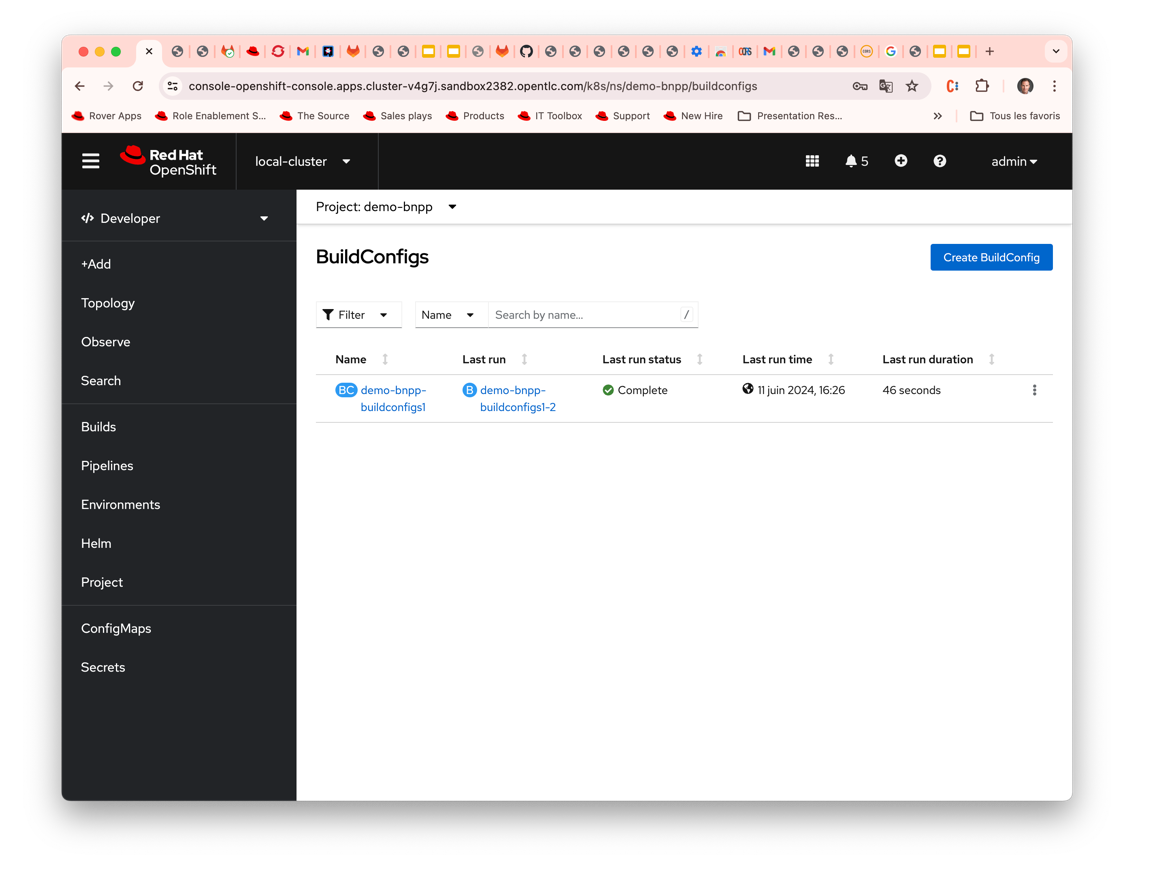 console-openshift-console.apps.cluster-v4g7j.sandbox2382.opentlc.com/k8s/ns/demo-bnpp/buildconfigs
Rover Apps Role Enablement S... The Source Sales plays Products IT Toolbox Support New Hire Presentation Res... » Tous les favoris
Red Hat
OpenShift
local-cluster
5
admin
Developer
+Add
Topology
Observe
Search
Builds
Pipelines
Environments
Helm
Project
ConfigMaps
Secrets
Project: demo-bnpp
BuildConfigs
Create BuildConfig
Filter Name Search by name... /
Name Last run Last run status Last run time Last run duration
BC demo-bnpp- B demo-bnpp- Complete 11 juin 2024, 16:26 46 seconds
buildconfigs1 buildconfigs1-2